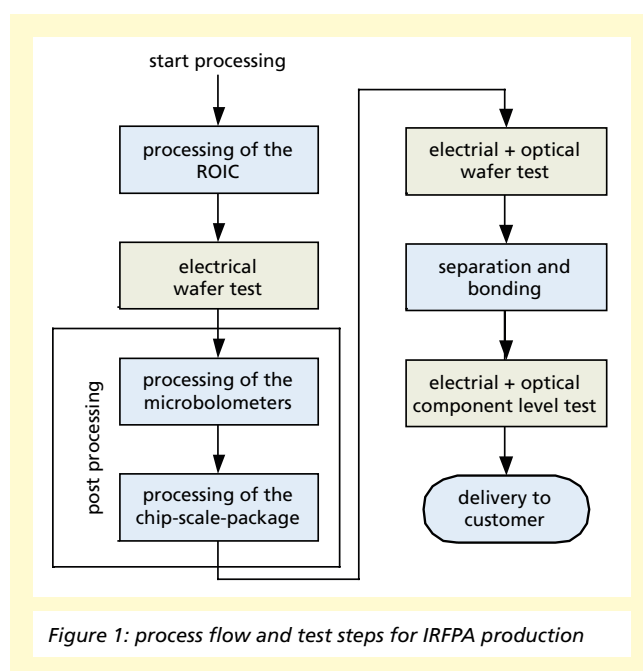 start processing
processing of the
ROIC
electrical
wafer test
post processing
processing of the
microbolometers
processing of the
chip-scale-package
electrial + optical
wafer test
separation and
bonding
electrial + optical
component level test
delivery to
customer
Figure 1: process flow and test steps for IRFPA production